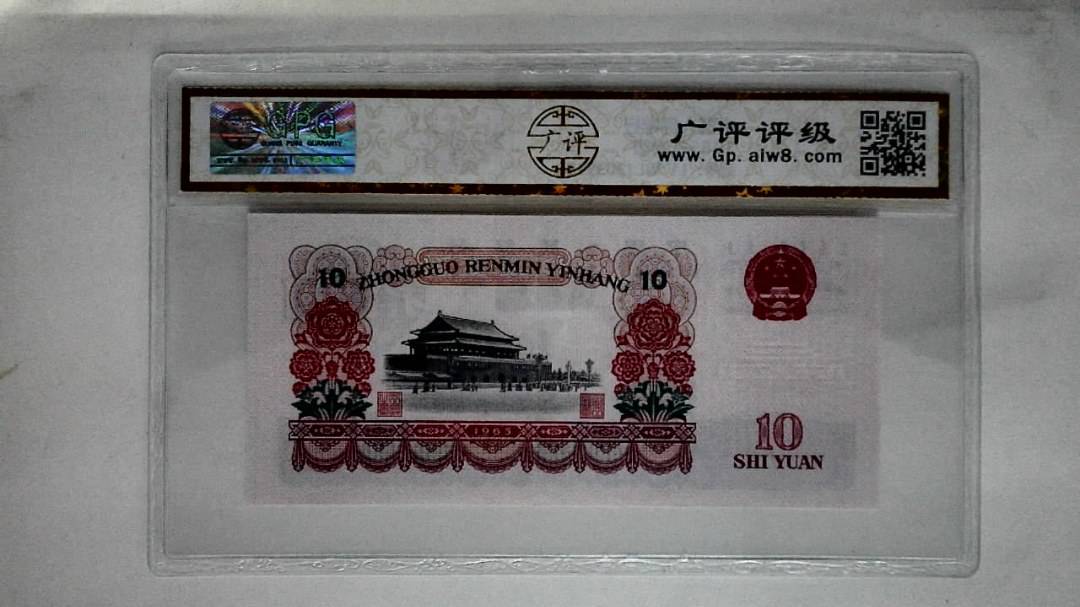 GPG
广评
广评评级
www. Gp. aiw8. com
10 ZHONGGUO RENMIN YINHANG 10
1965
10
SHI YUAN